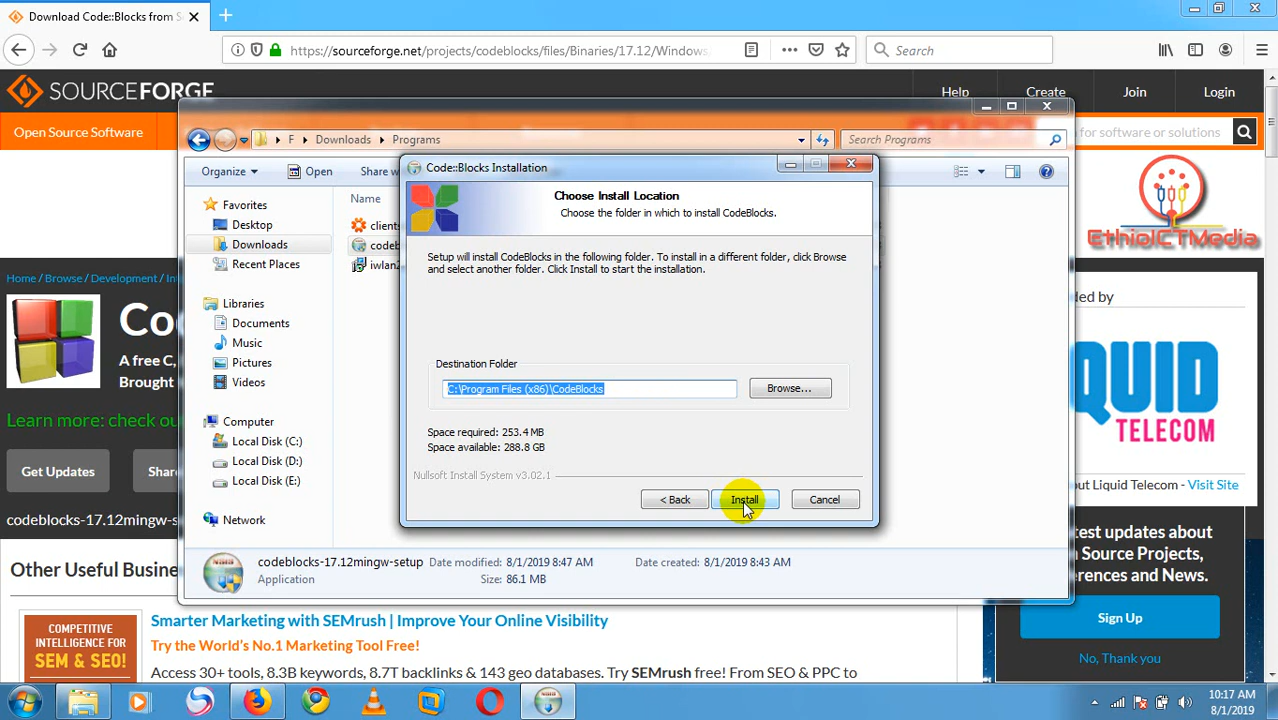 Download Code::Blocks from S
https://sourceforge.net/projects/codeblocks/files/Binaries/17.12/Windows
Search
SOURCEFORGE
Help
Create
Join
Login
Open Source Software
for software or solutions
F
Downloads
Programs
Search Programs
Organize
Open
Share w
Code::Blocks Installation
Choose Install Location
Choose the folder in which to install CodeBlocks.
Setup will install CodeBlocks in the following folder. To install in a different folder, click Browse
and select another folder. Click Install to start the installation.
Destination Folder
C:\Program Files (x86)\CodeBlocks
Browse...
Space required: 253.4 MB
Space available: 288.8 GB
Nullsoft Install System v3.02.1
< Back
Install
Cancel
Favorites
Desktop
Downloads
Recent Places
Libraries
Documents
Music
Pictures
Videos
Computer
Local Disk (C:)
Local Disk (D:)
Local Disk (E:)
Network
Name
clients
codeb
iwlan2
codeblocks-17.12mingw-setup
Application
Date modified: 8/1/2019 8:47 AM
Size: 86.1 MB
Date created: 8/1/2019 8:43 AM
EthioICTMedia
Home / Browse / Development / Int
Co
A free C,
Brought
Learn more: check ou
Get Updates
Share
codeblocks-17.12mingw-s
Other Useful Busine
COMPETITIVE
INTELLIGENCE FOR
SEM & SEO!
Smarter Marketing with SEMrush | Improve Your Online Visibility
Try the World's No.1 Marketing Tool Free!
Access 30+ tools, 8.3B keywords, 8.7T backlinks & 143 geo databases. Try SEMrush free! From SEO & PPC to
ed by
QUID
TELECOM
out Liquid Telecom - Visit Site
test updates about
Source Projects,
erences and News.
Sign Up
No, Thank you
10:17 AM
8/1/2019